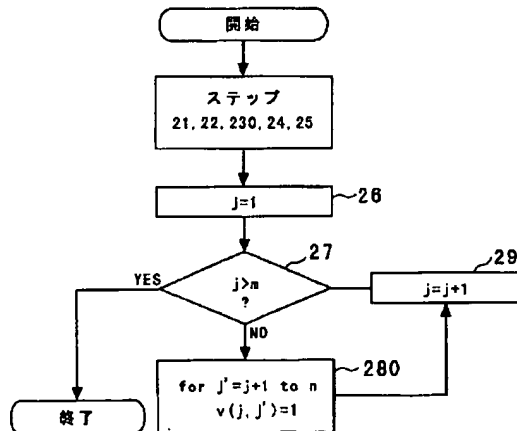 開始
ステップ
21, 22, 230, 24, 25
j=1
26
27
29
YES
j>m
?
j=j+1
NO
280
for j'=j+1 to n
v(j, j')=1
終了